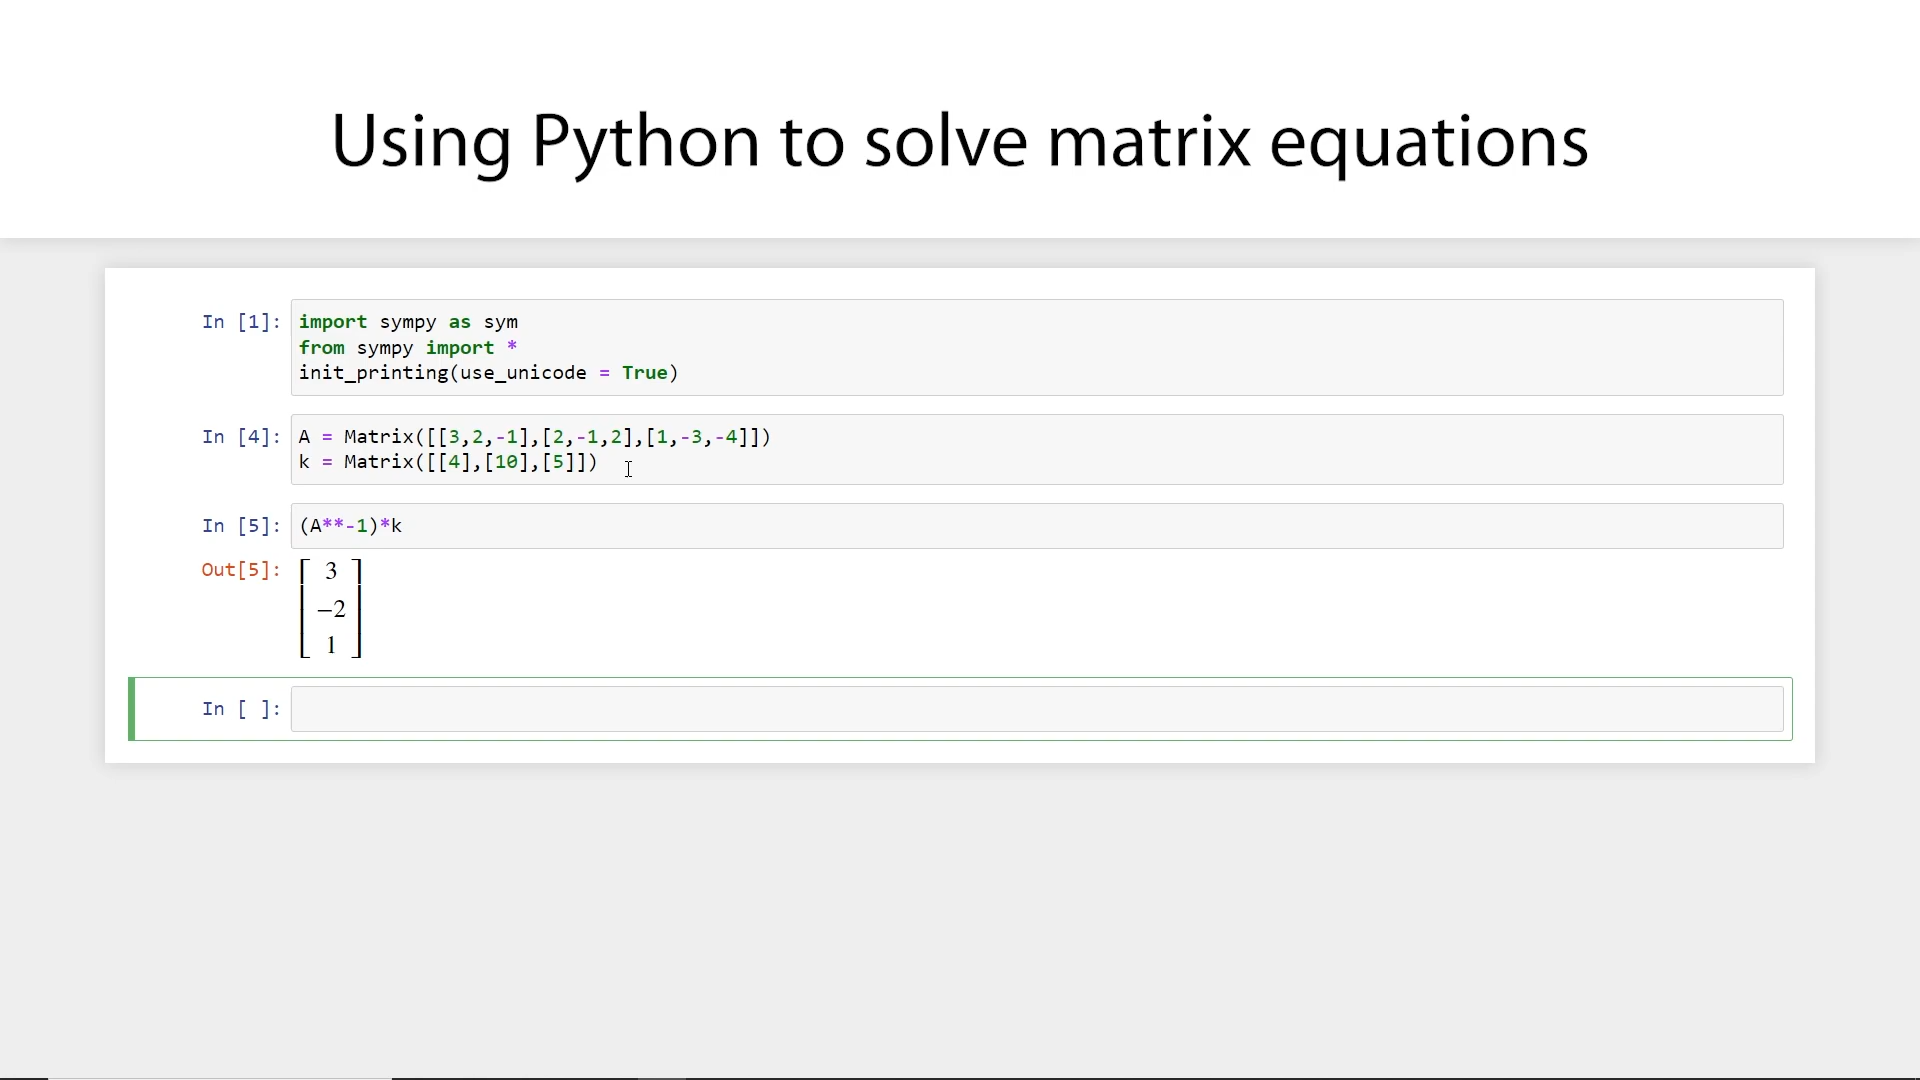 Using Python to solve matrix equations
In [1]: import sympy as sym
from sympy import *
init_printing(use_unicode = True)
In [4]: A = Matrix([[3,2,-1],[2,-1,2],[1,-3,-4]])
k = Matrix([[4],[10],[5]])
In [5]: (A**-1)*k
Out[5]: 3
−2
1
In [ ]: